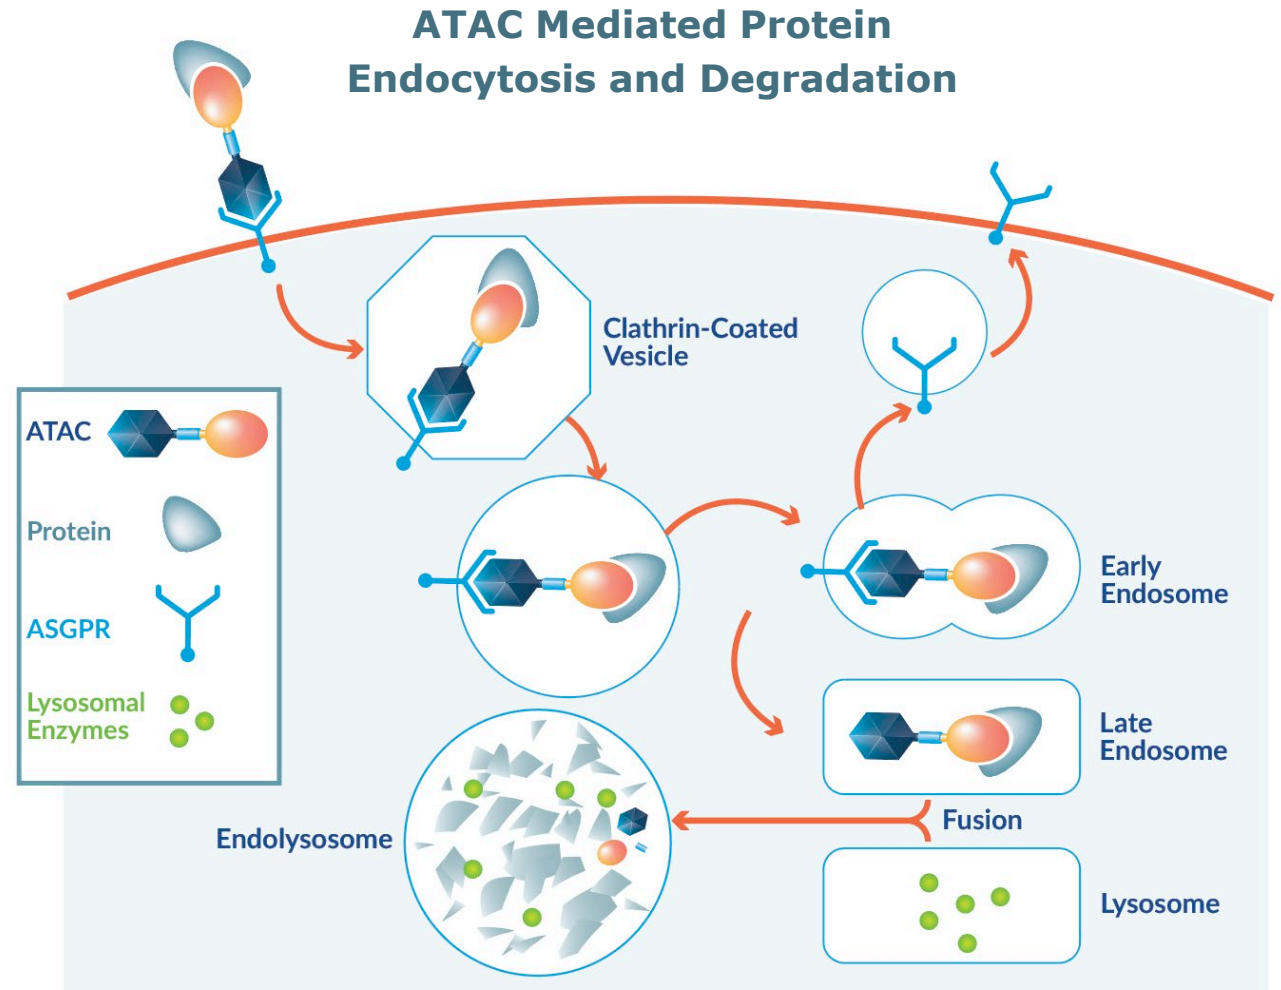 ATAC Mediated Protein
Endocytosis and Degradation
Clathrin-Coated
Vesicle
ATAC
Protein
ASGPR
Lysosomal
Enzymes
Early
Endosome
Late
Endosome
Fusion
Endolysosome
Lysosome